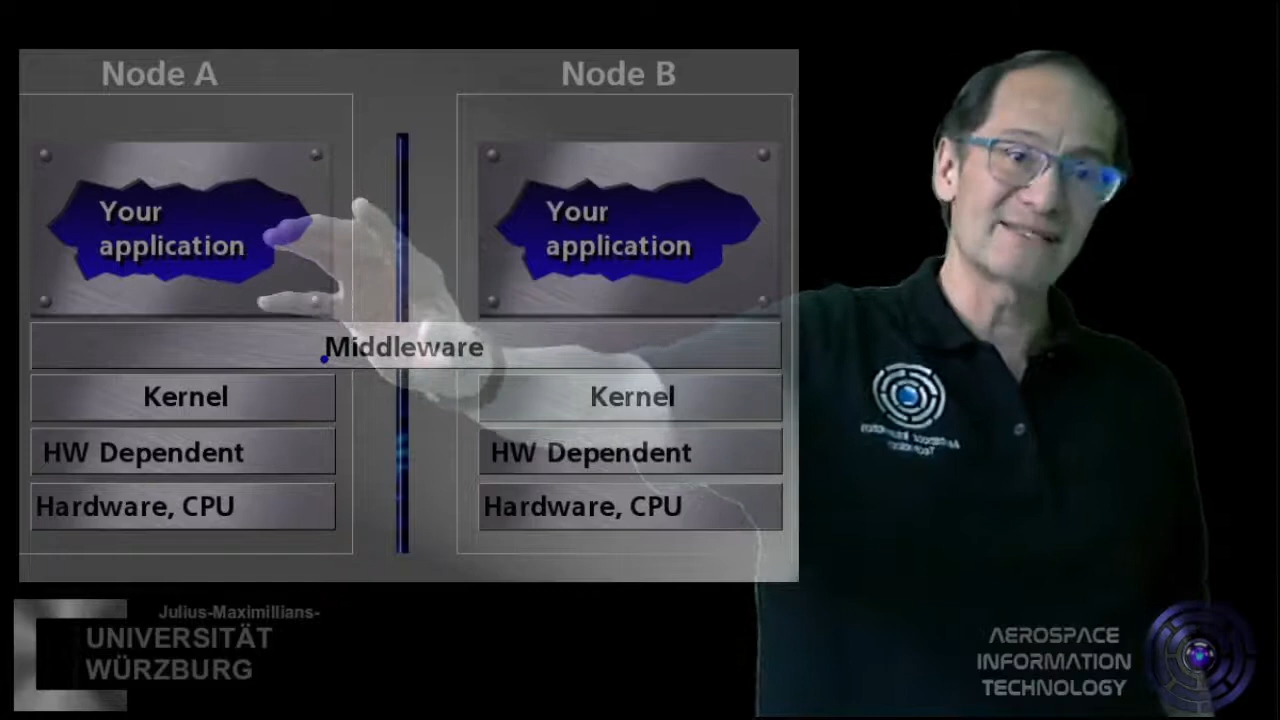 Node A
Node B
Your
application
Your
application
Middleware
Kernel
Kernel
HW Dependent
HW Dependent
Hardware, CPU
Hardware, CPU
Julius-Maximillians-
UNIVERSITÄT
WÜRZBURG
AEROSPACE
INFORMATION
TECHNOLOGY